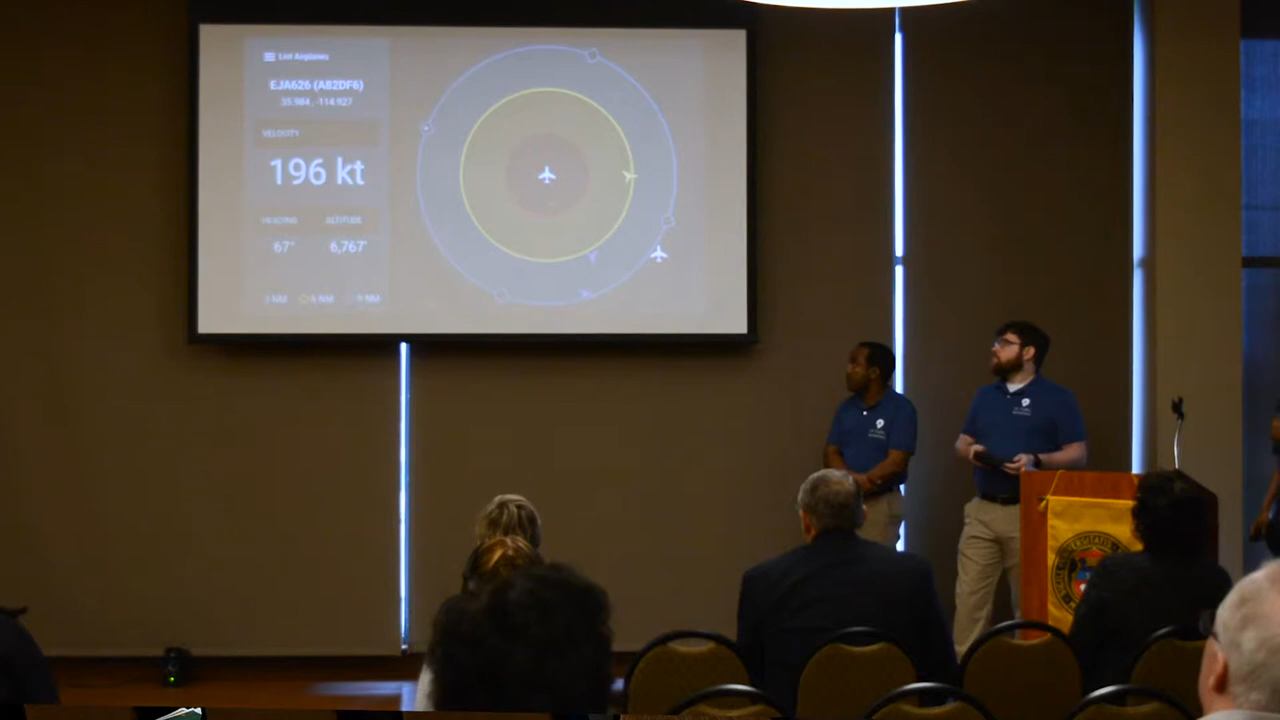 List Airplanes
EJA626 (AB2DF6)
35.984, -114.927
VELOCITY
196 kt
HEADING ALTITUDE
67° 6,767'
3 NM 6 NM 9 NM